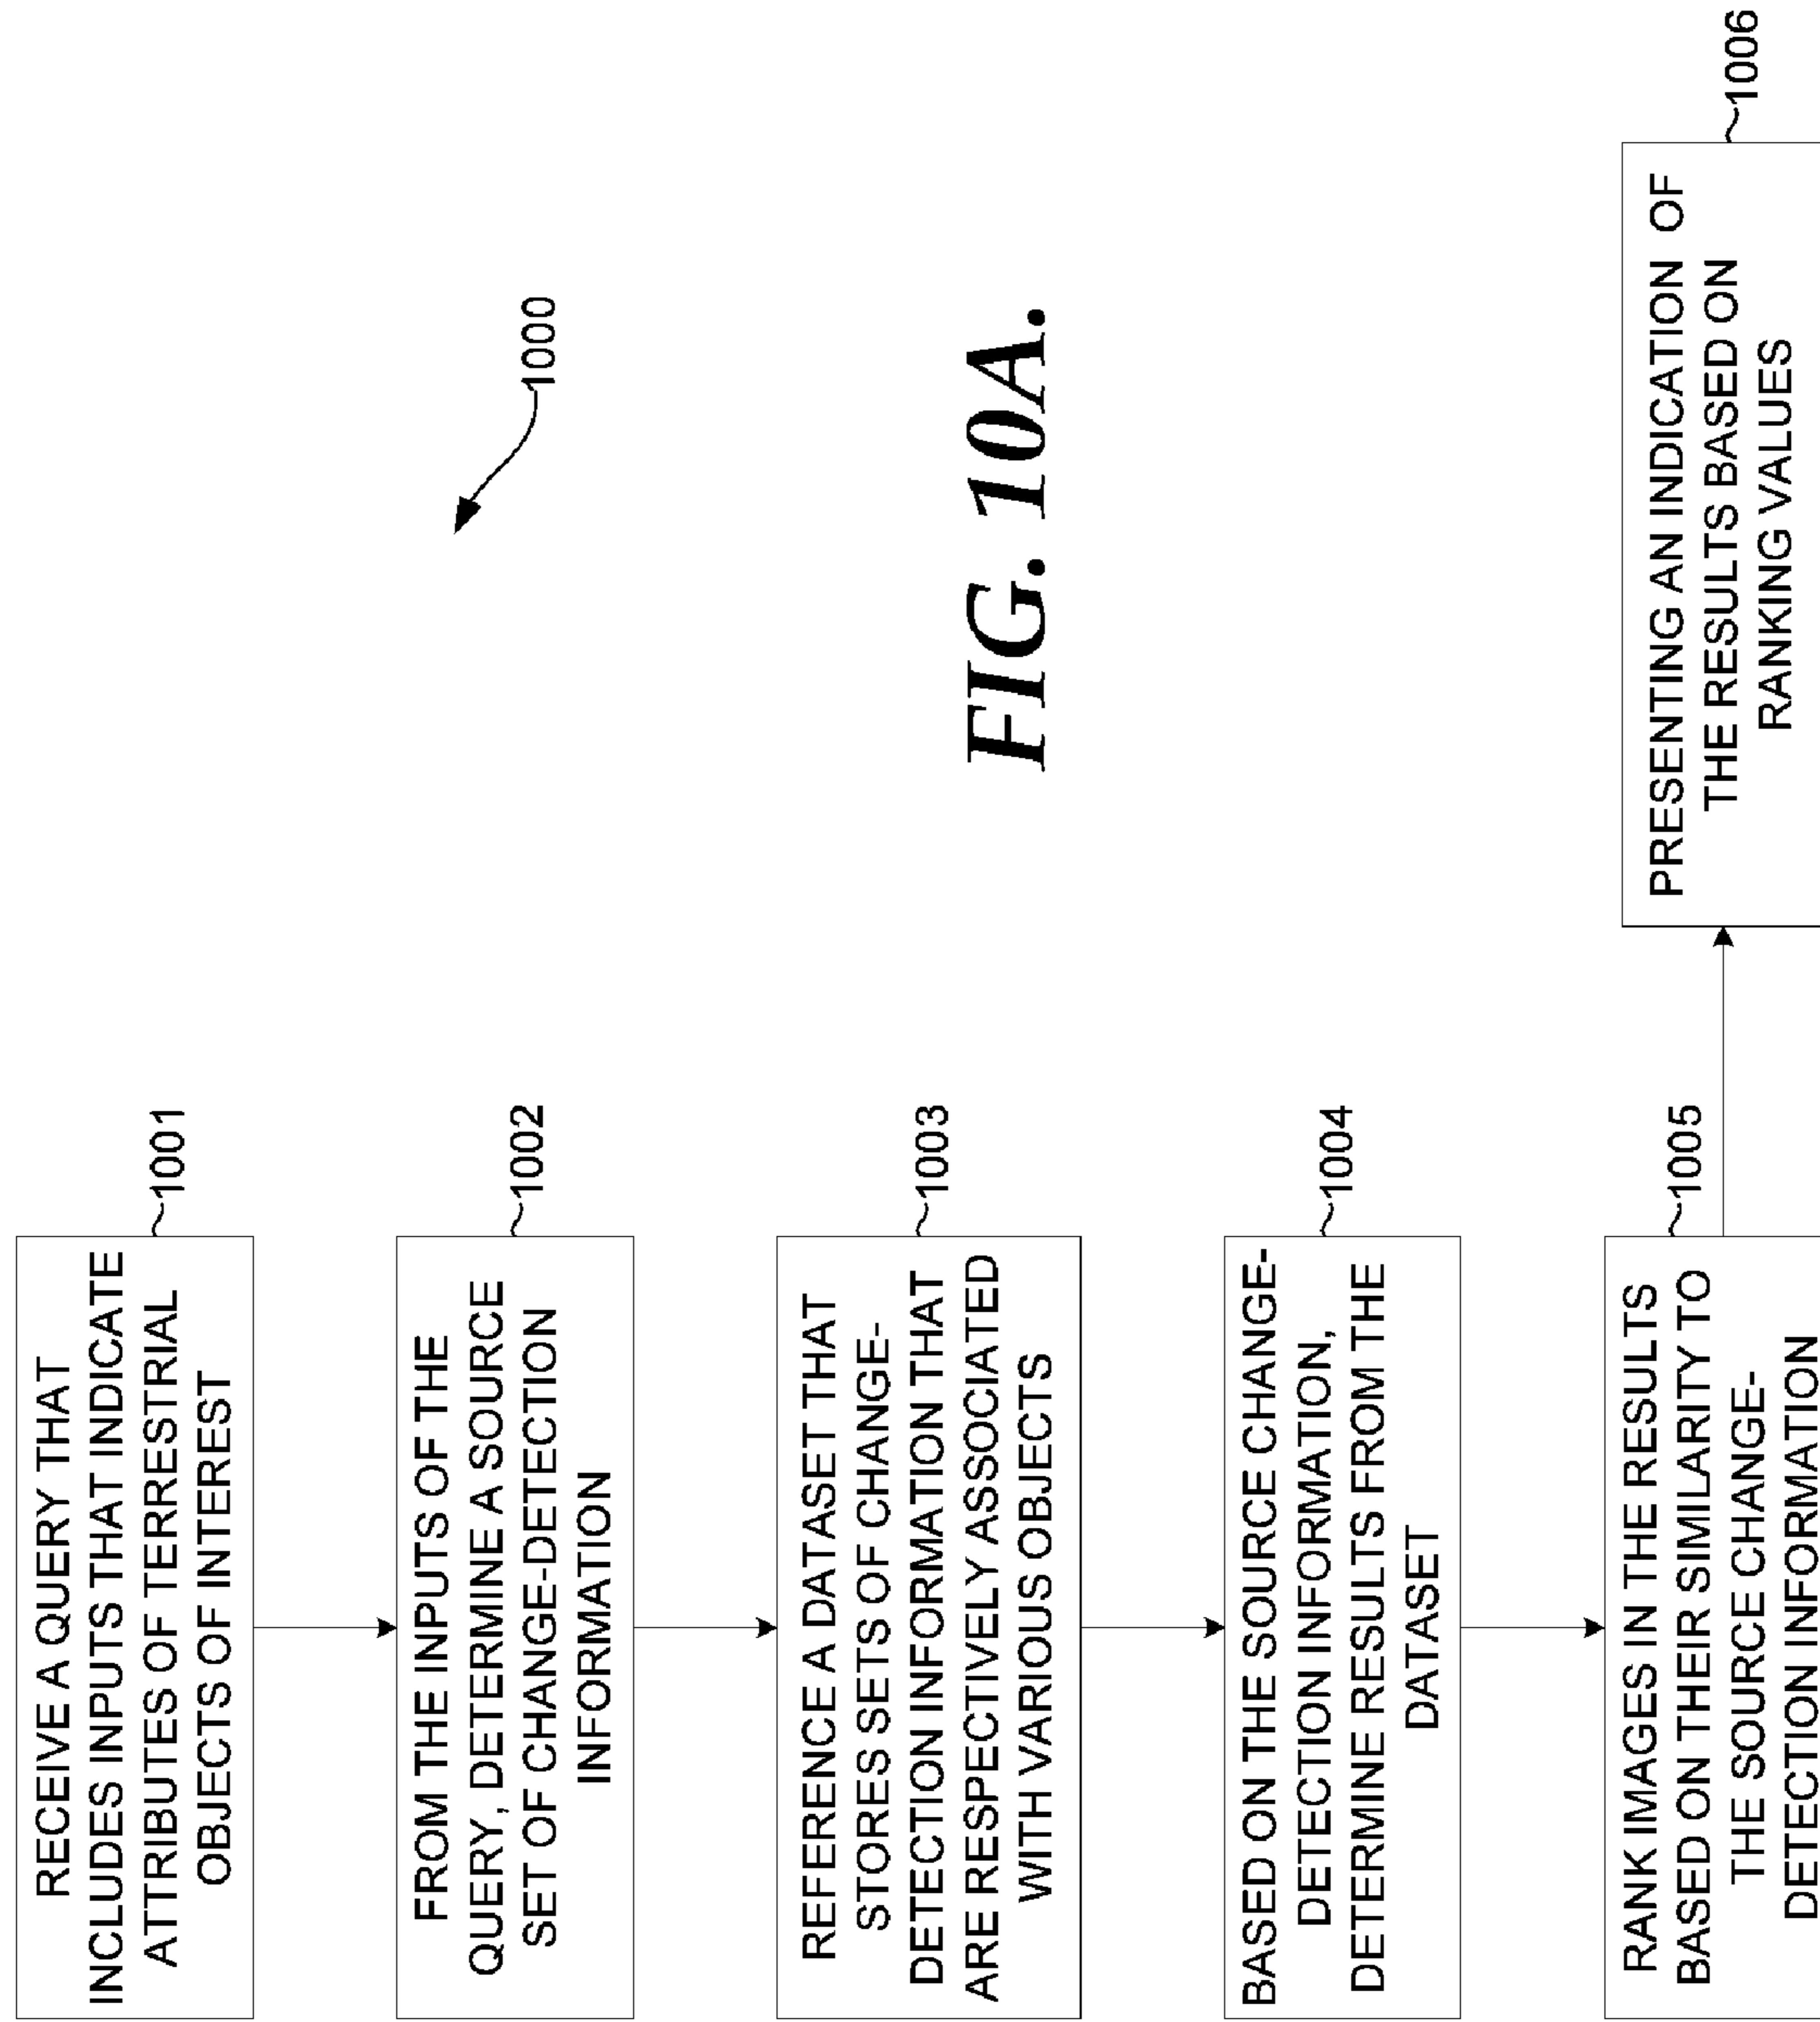 RECEIVE A QUERY THAT
INCLUDES INPUTS THAT INDICATE
ATTRIBUTES OF TERRESTRIAL
OBJECTS OF INTEREST
1001
FROM THE INPUTS OF THE
QUERY, DETERMINE A SOURCE
SET OF CHANGE-DETECTION
INFORMATION
1002
REFERENCE A DATASET THAT
STORES SETS OF CHANGE-
DETECTION INFORMATION THAT
ARE RESPECTIVELY ASSOCIATED
WITH VARIOUS OBJECTS
1003
BASED ON THE SOURCE CHANGE-
DETECTION INFORMATION,
DETERMINE RESULTS FROM THE
DATASET
1004
RANK IMAGES IN THE RESULTS
BASED ON THEIR SIMILARITY TO
THE SOURCE CHANGE-
DETECTION INFORMATION
1005
PRESENTING AN INDICATION OF
THE RESULTS BASED ON
RANKING VALUES
1006
1000
FIG. 10A.